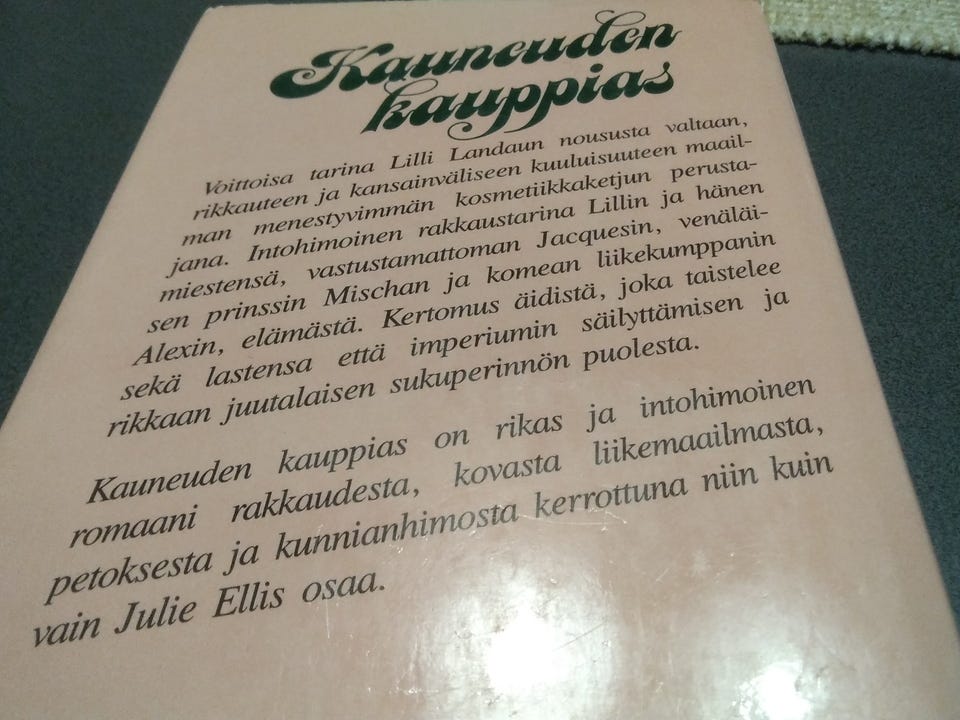 Kauneuden
kauppias
Voittoisa tarina Lilli Landaun noususta valtaan,
rikkauteen ja kansainväliseen kuuluisuuteen maail-
man menestyvimmän kosmetiikkaketjun perusta-
jana. Intohimoinen rakkaustarina Lillin ja hänen
miestensä, vastustamattoman Jacquesin, venäläi-
sen prinssin Mischan ja komean liikekumppanin
Alexin, elämästä. Kertomus äidistä, joka taistelee
sekä lastensa että imperiumin säilyttämisen ja
rikkaan juutalaisen sukuperinnön puolesta.
Kauneuden kauppias on rikas ja intohimoinen
romaani rakkaudesta, kovasta liikemaailmasta,
petoksesta ja kunnianhimosta kerrottuna niin kuin
vain Julie Ellis osaa.